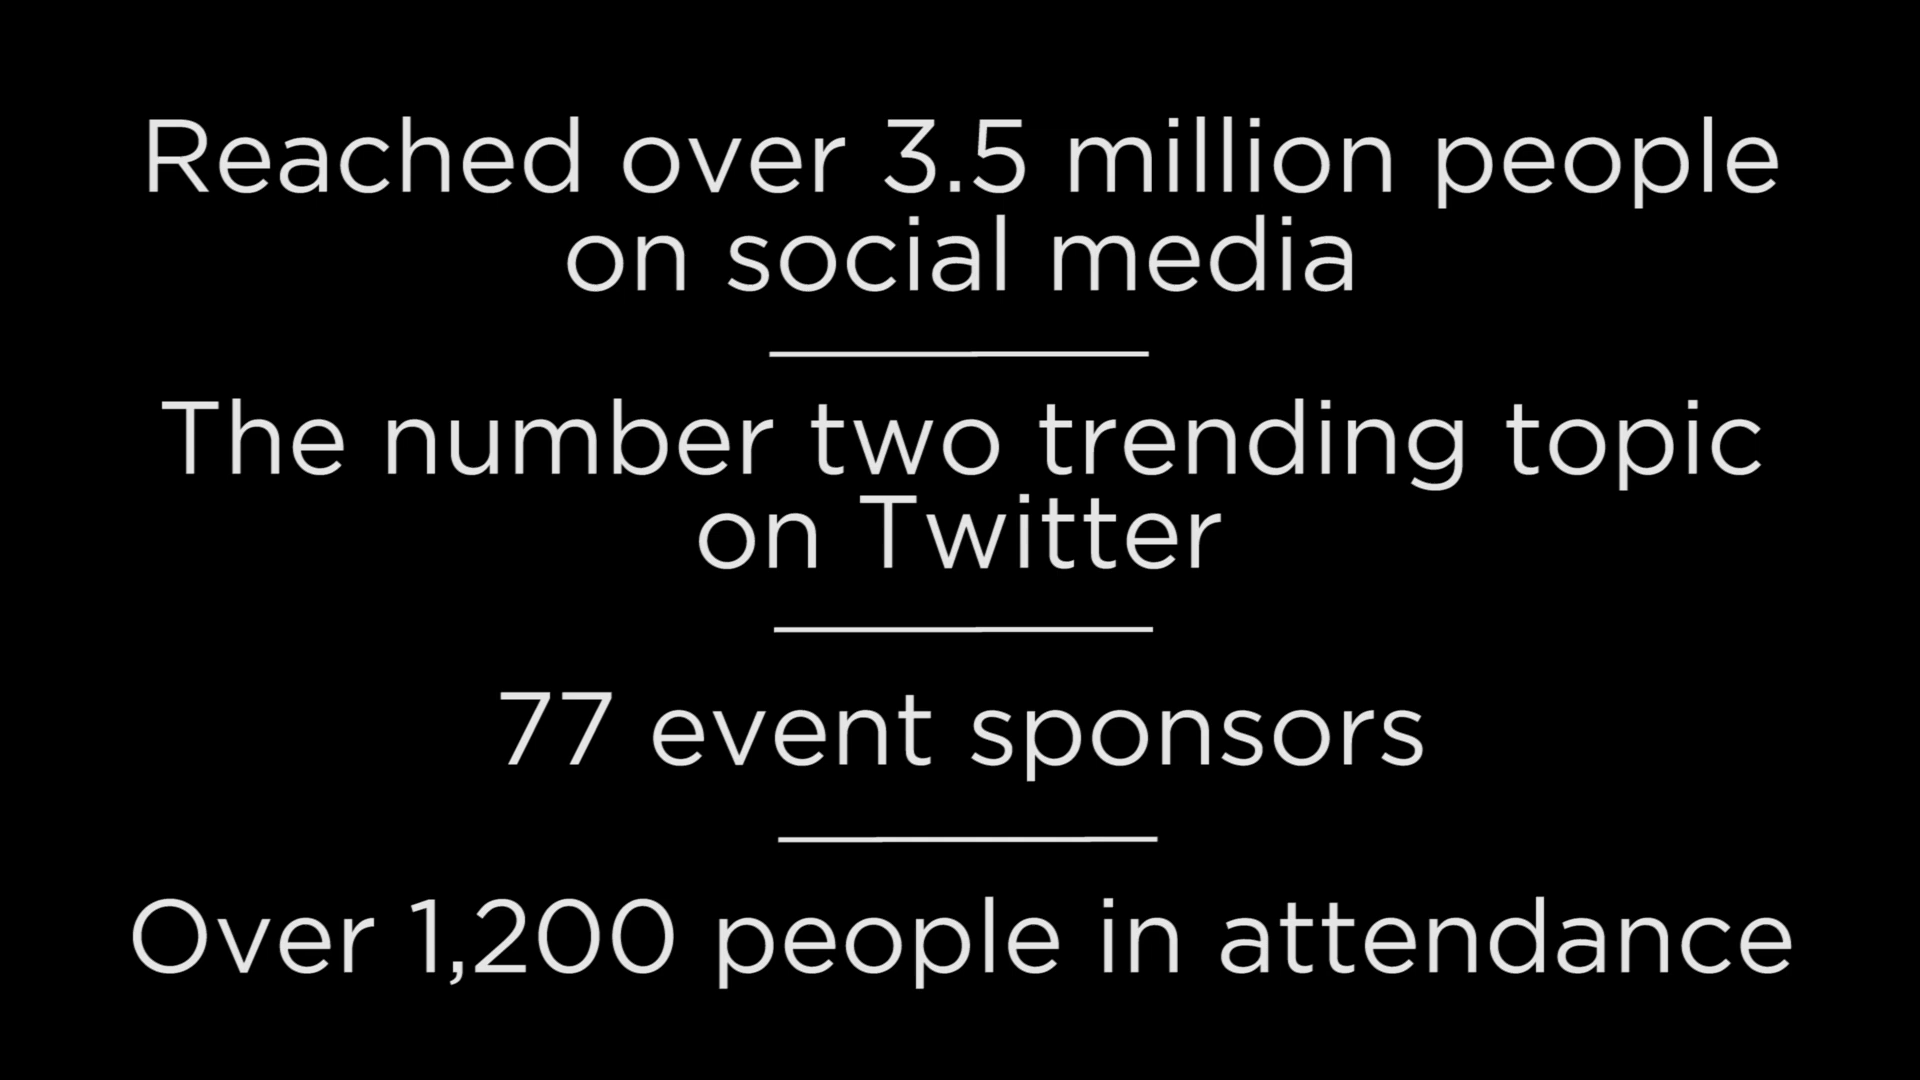 Reached over 3.5 million people
on social media
The number two trending topic
on Twitter
77 event sponsors
Over 1,200 people in attendance